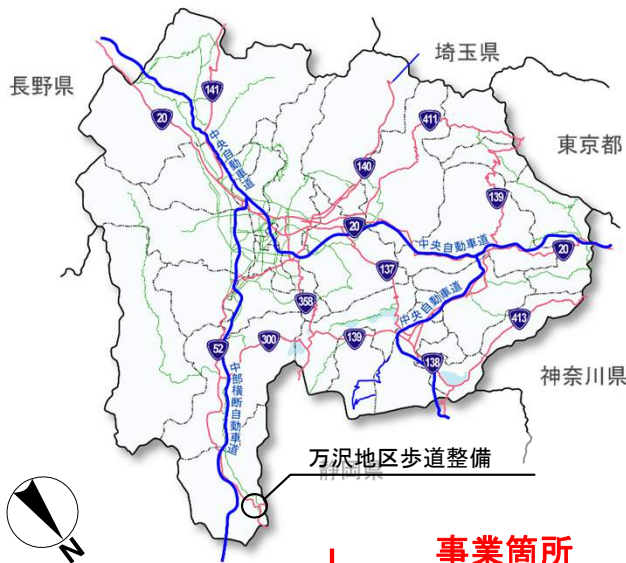 埼玉県
長野県
141
20
411
東京都
中央自動車道
140
139
20
中央自動車道
20
137
358
中央自動車道
413
52
300
139
138
神奈川県
中部横断自動車道
万沢地区歩道整備
静岡県
N
事業箇所